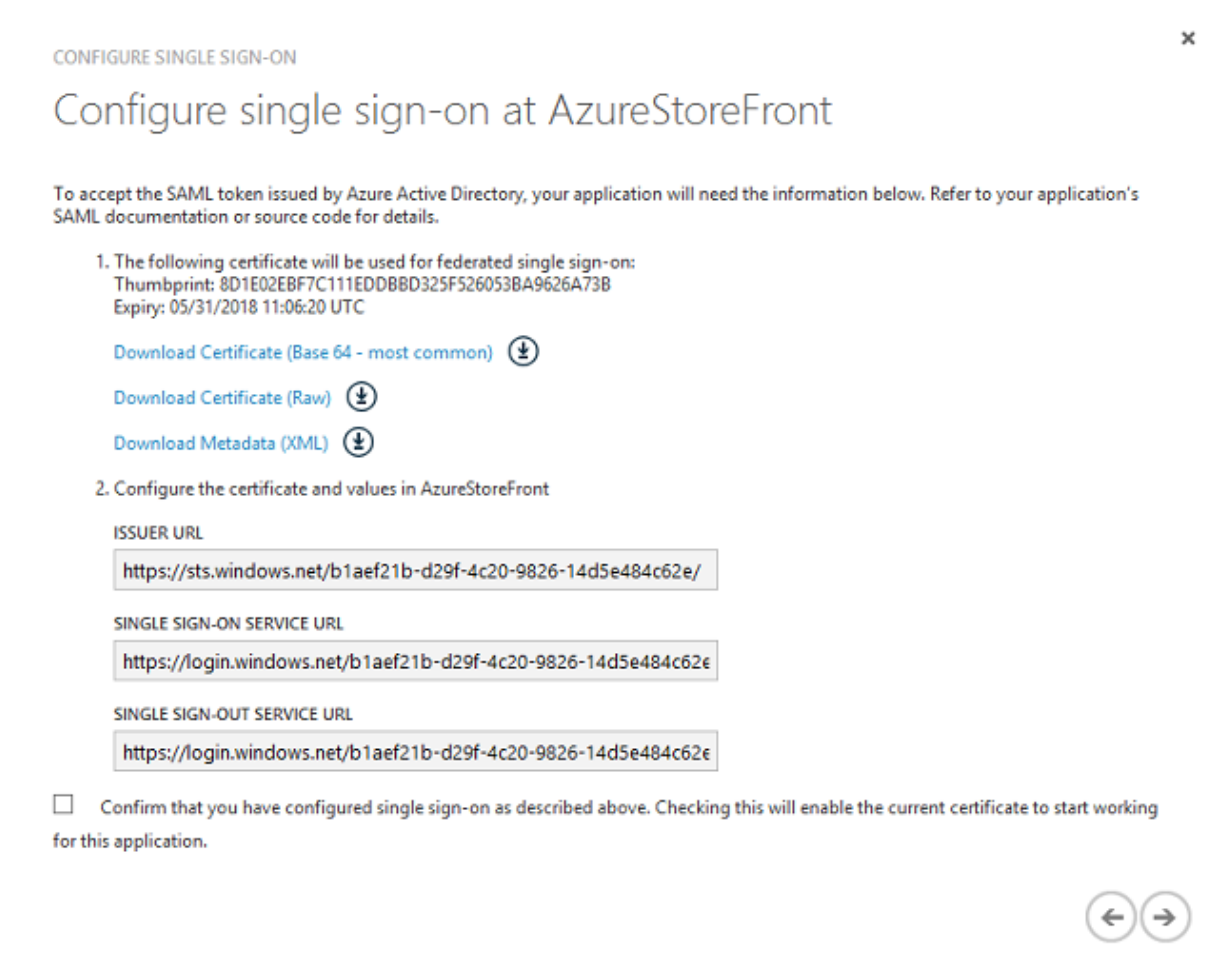 CONFIGURE SINGLE SIGN-ON
Configure single sign-on at AzureStoreFront
To accept the SAML token issued by Azure Active Directory, your application will need the information below. Refer to your application's
SAML documentation or source code for details.
1. The following certificate will be used for federated single sign-on:
Thumbprint: 8D1E02EBF7C111EDDBBD325F526053BA9626A73B
Expiry: 05/31/2018 11:06:20 UTC
Download Certificate (Base 64 - most common)
Download Certificate (Raw)
Download Metadata (XML)
2. Configure the certificate and values in AzureStoreFront
ISSUER URL
https://sts.windows.net/b1aef21b-d29f-4c20-9826-14d5e484c62e/
SINGLE SIGN-ON SERVICE URL
https://login.windows.net/b1aef21b-d29f-4c20-9826-14d5e484c62e
SINGLE SIGN-OUT SERVICE URL
https://login.windows.net/b1aef21b-d29f-4c20-9826-14d5e484c62e
Confirm that you have configured single sign-on as described above. Checking this will enable the current certificate to start working
for this application.